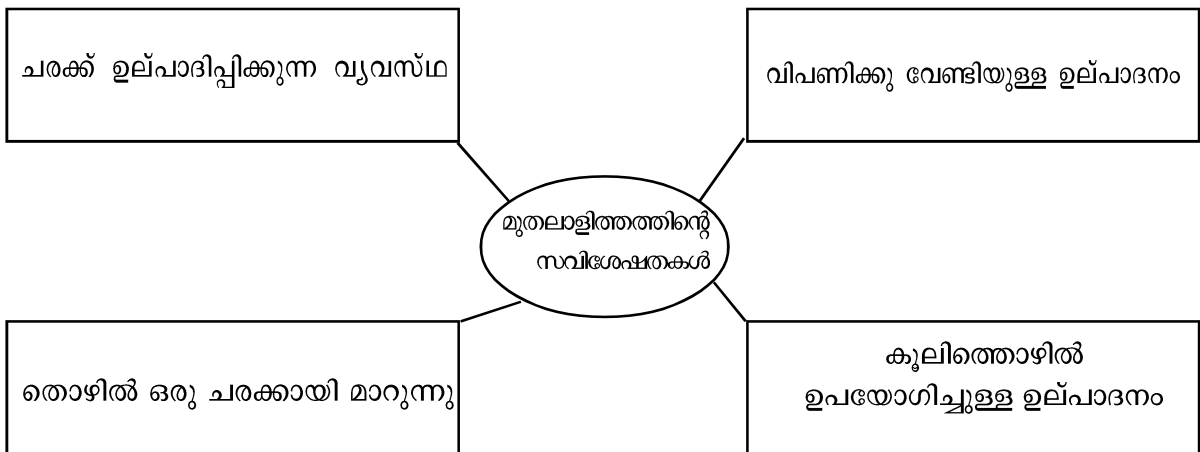 ചരക്ക് ഉല്പാദിപ്പിക്കുന്ന വ്യവസ്ഥ
വിപണിക്കു വേണ്ടിയുള്ള ഉല്പാദനം
മുതലാളിത്തത്തിന്റെ
സവിശേഷതകൾ
തൊഴിൽ ഒരു ചരക്കായി മാറുന്നു
കൂലിത്തൊഴിൽ
ഉപയോഗിച്ചുള്ള ഉല്പാദനം